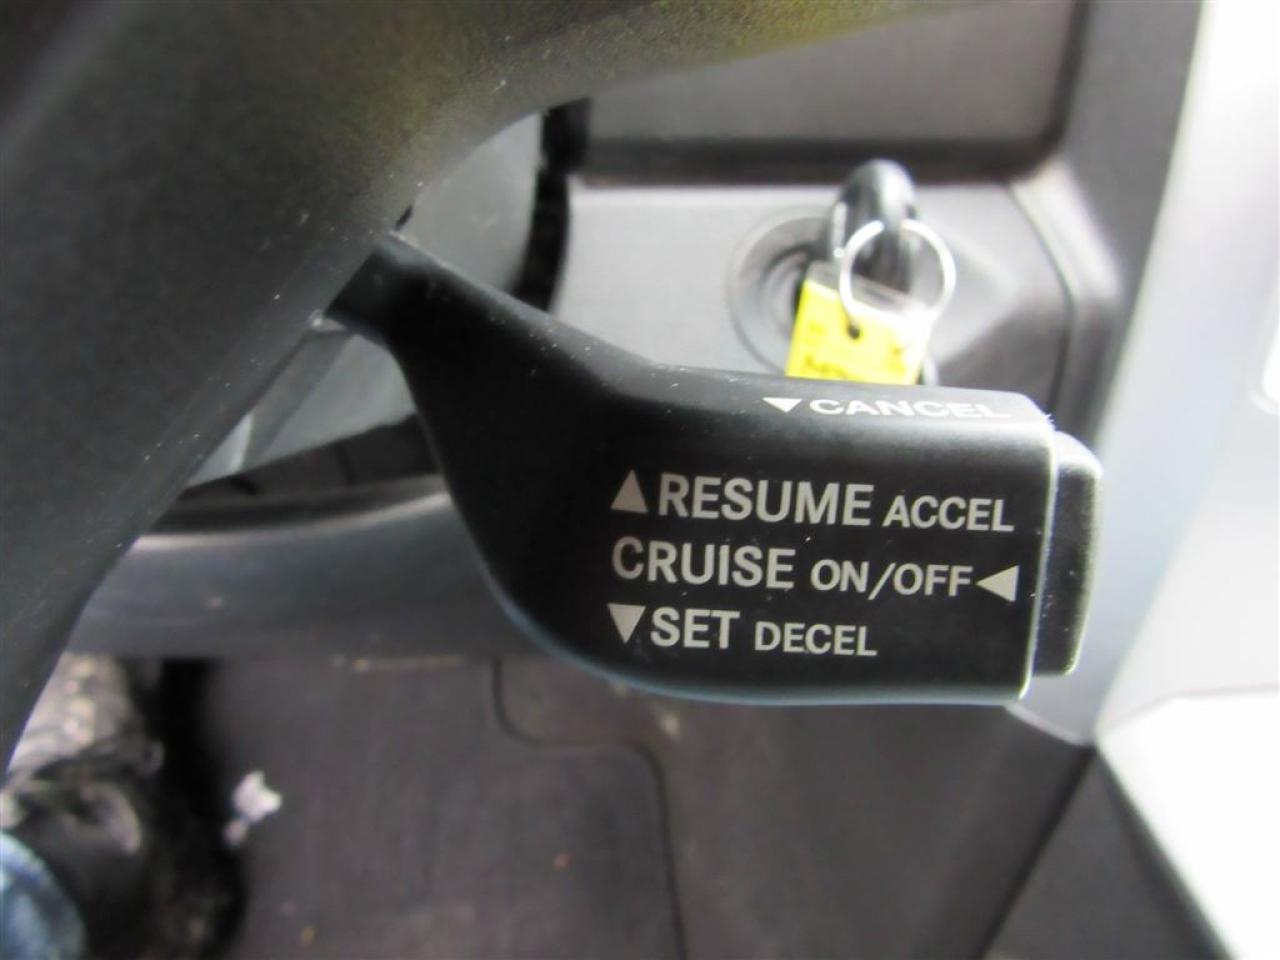 ▼CANCEL
▲RESUME ACCEL
CRUISE ON/OFF◀
▼SET DECEL